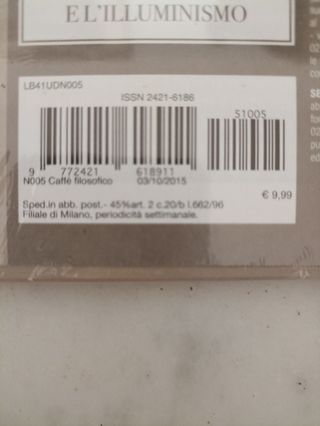 E L'ILLUMINISMO
LB41UDN005
ISSN 2421-6186
51005
9 772421 618911
N005 Caffè filosofico 03/10/2015
€ 9,99
Sped.in abb. post.- 45%art. 2 c.20/b l.662/96
Filiale di Milano, periodicità settimanale.